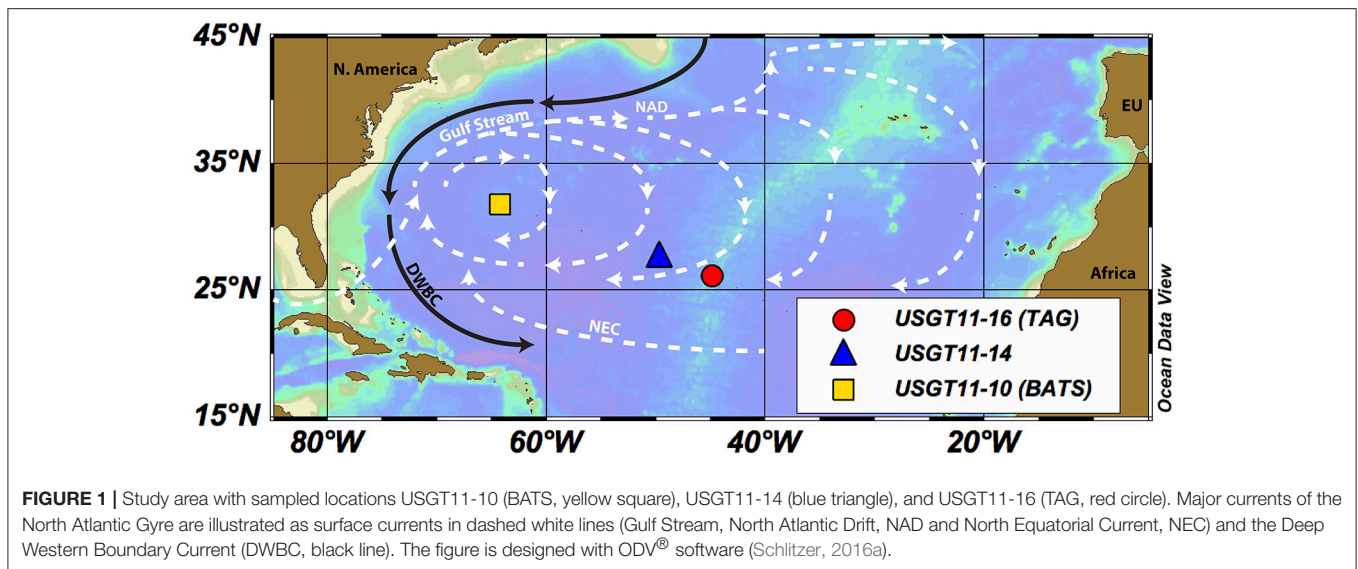 45°N
35°N
25°N
15°N
80°W
60°W
40°W
20°W
N. America
EU
Africa
NAD
Gulf Stream
DWBC
NEC
USGT11-16 (TAG)
USGT11-14
USGT11-10 (BATS)
Ocean Data View
FIGURE 1 | Study area with sampled locations USGT11-10 (BATS, yellow square), USGT11-14 (blue triangle), and USGT11-16 (TAG, red circle). Major currents of the
North Atlantic Gyre are illustrated as surface currents in dashed white lines (Gulf Stream, North Atlantic Drift, NAD and North Equatorial Current, NEC) and the Deep
Western Boundary Current (DWBC, black line). The figure is designed with ODV® software (Schlitzer, 2016a).